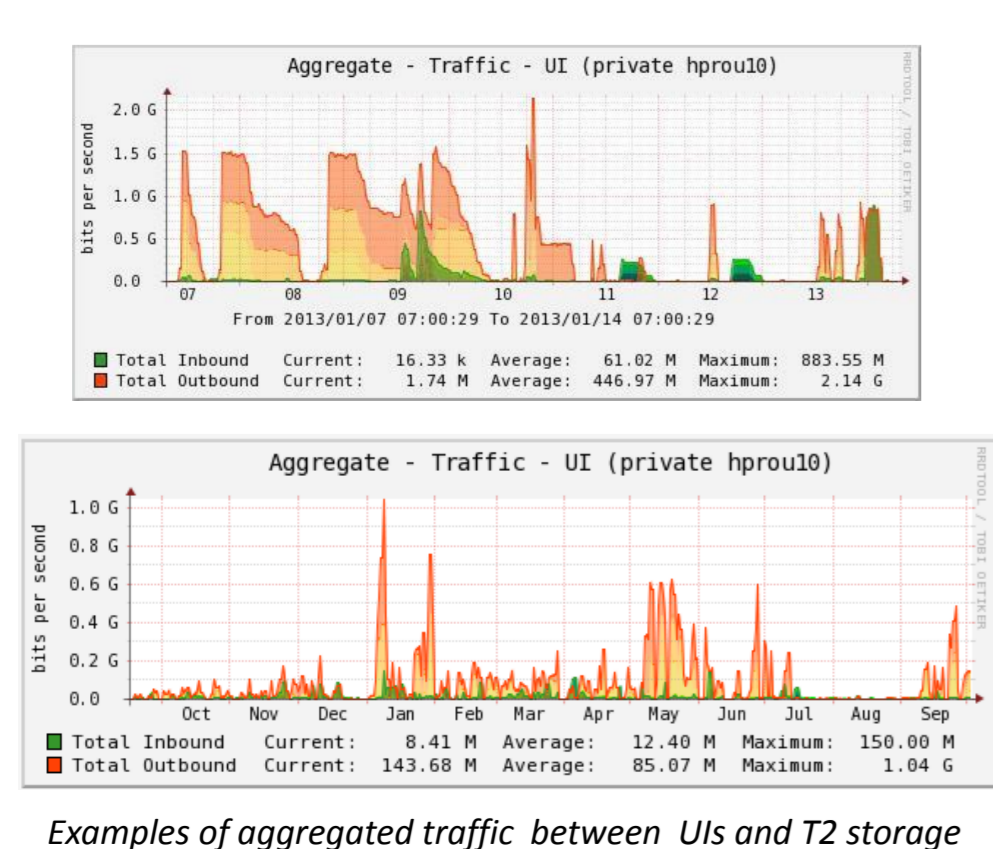 Aggregate - Traffic - UI (private hprou10)
RRDTOOL / TOBI OETIKER
bits per second
2.0 G
1.5 G
1.0 G
0.5 G
0.0
07 08 09 10 11 12 13
From 2013/01/07 07:00:29 To 2013/01/14 07:00:29
Total Inbound Current: 16.33 k Average: 61.02 M Maximum: 883.55 M
Total Outbound Current: 1.74 M Average: 446.97 M Maximum: 2.14 G
Aggregate - Traffic - UI (private hprou10)
RRDTOOL / TOBI OETIKER
bits per second
1.0 G
0.8 G
0.6 G
0.4 G
0.2 G
0.0
Oct Nov Dec Jan Feb Mar Apr May Jun Jul Aug Sep
Total Inbound Current: 8.41 M Average: 12.40 M Maximum: 150.00 M
Total Outbound Current: 143.68 M Average: 85.07 M Maximum: 1.04 G
Examples of aggregated traffic between UIs and T2 storage